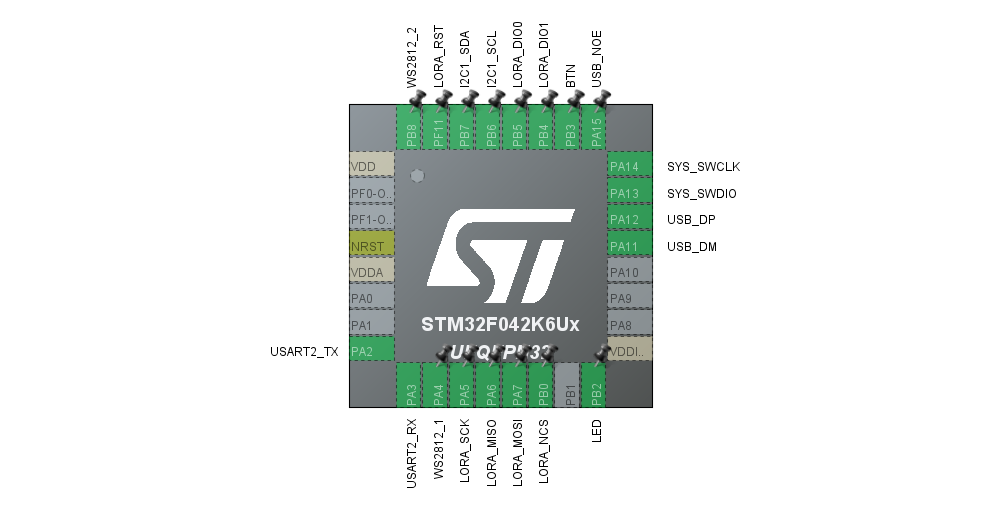 WS2812_2
LORA_RST
I2C1_SDA
I2C1_SCL
LORA_DIO0
LORA_DIO1
BTN
USB_NOE
PB8
PF11
PB7
PB6
PB5
PB4
PB3
PA15
VDD
PF0-O..
PF1-O..
NRST
VDDA
PA0
PA1
USART2_TX PA2
PA14 SYS_SWCLK
PA13 SYS_SWDIO
PA12 USB_DP
PA11 USB_DM
PA10
PA9
PA8
VDDI..
STM32F042K6Ux
PA3
PA4
PA5
PA6
PA7
PB0
PB1
PB2
USART2_RX
WS2812_1
LORA_SCK
LORA_MISO
LORA_MOSI
LORA_NCS
LED